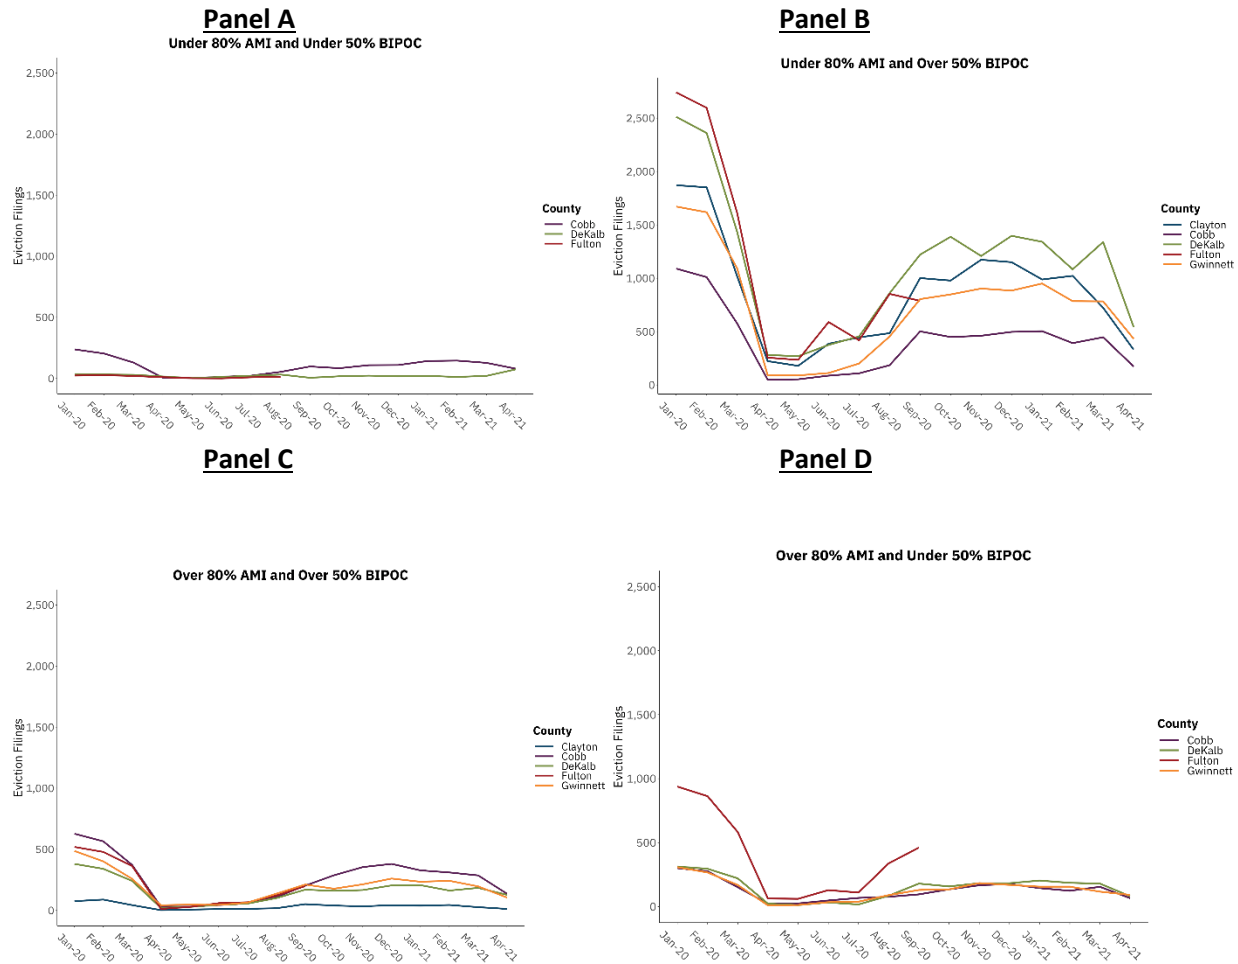 Panel A
Under 80% AMI and Under 50% BIPOC
2,500
2,000
1,500
1,000
500
0
Eviction Filings
Jan-20
Feb-20
Mar-20
Apr-20
May-20
Jun-20
Jul-20
Aug-20
Sep-20
Oct-20
Nov-20
Dec-20
Jan-21
Feb-21
Mar-21
Apr-21
County
Cobb
DeKalb
Fulton
Panel B
Under 80% AMI and Over 50% BIPOC
2,500
2,000
1,500
1,000
500
0
Eviction Filings
Jan-20
Feb-20
Mar-20
Apr-20
May-20
Jun-20
Jul-20
Aug-20
Sep-20
Oct-20
Nov-20
Dec-20
Jan-21
Feb-21
Mar-21
Apr-21
County
Clayton
Cobb
DeKalb
Fulton
Gwinnett
Panel C
Over 80% AMI and Over 50% BIPOC
2,500
2,000
1,500
1,000
500
0
Eviction Filings
Jan-20
Feb-20
Mar-20
Apr-20
May-20
Jun-20
Jul-20
Aug-20
Sep-20
Oct-20
Nov-20
Dec-20
Jan-21
Feb-21
Mar-21
Apr-21
County
Clayton
Cobb
DeKalb
Fulton
Gwinnett
Panel D
Over 80% AMI and Under 50% BIPOC
2,500
2,000
1,500
1,000
500
0
Eviction Filings
Jan-20
Feb-20
Mar-20
Apr-20
May-20
Jun-20
Jul-20
Aug-20
Sep-20
Oct-20
Nov-20
Dec-20
Jan-21
Feb-21
Mar-21
Apr-21
County
Cobb
DeKalb
Fulton
Gwinnett